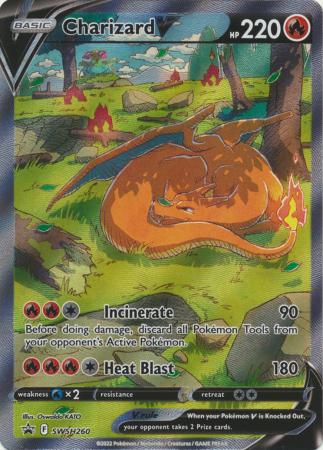 BASIC Charizard V HP 220
Incinerate 90
Before doing damage, discard all Pokémon Tools from
your opponent's Active Pokémon.
Heat Blast 180
weakness ×2 resistance retreat
Illus. Oswaldo KATO V rule When your Pokémon V is Knocked Out,
your opponent takes 2 Prize cards.
F SWSH260
©2022 Pokémon / Nintendo / Creatures / GAME FREAK